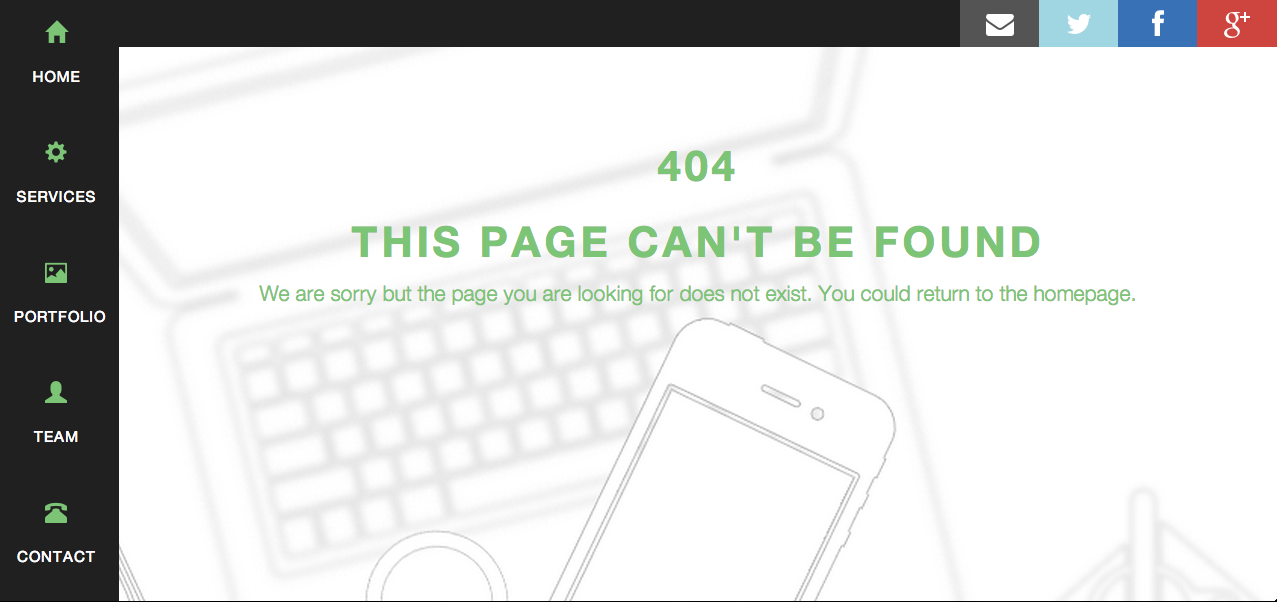 HOME
SERVICES
PORTFOLIO
TEAM
CONTACT
404
THIS PAGE CAN'T BE FOUND
We are sorry but the page you are looking for does not exist. You could return to the homepage.